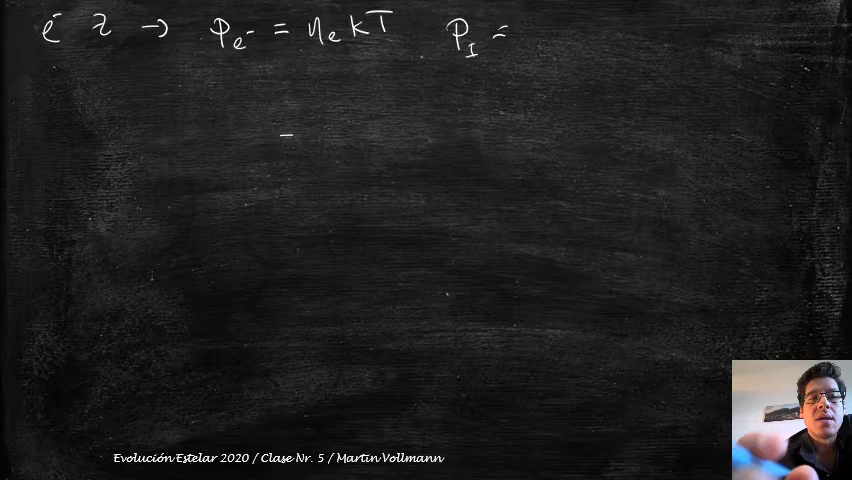 e⁻ z → P_e⁻ = n_e kT P_I =
Evolución Estelar 2020 / Clase Nr. 5 / Martin Vollmann